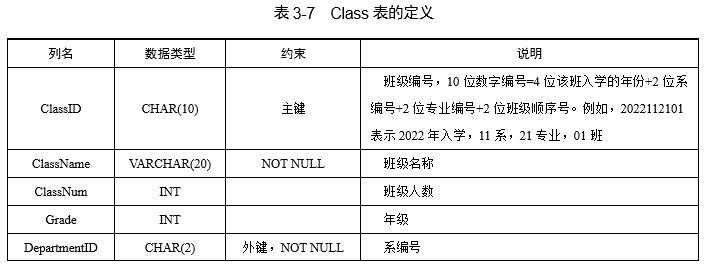 表 3-7 Class 表的定义
列名 数据类型 约束 说明
班级编号，10 位数字编号=4 位该班入学的年份+2 位系
ClassID CHAR(10) 主键 编号+2 位专业编号+2 位班级顺序号。例如，2022112101
表示 2022 年入学，11 系，21 专业，01 班
ClassName VARCHAR(20) NOT NULL 班级名称
ClassNum INT 班级人数
Grade INT 年级
DepartmentID CHAR(2) 外键，NOT NULL 系编号